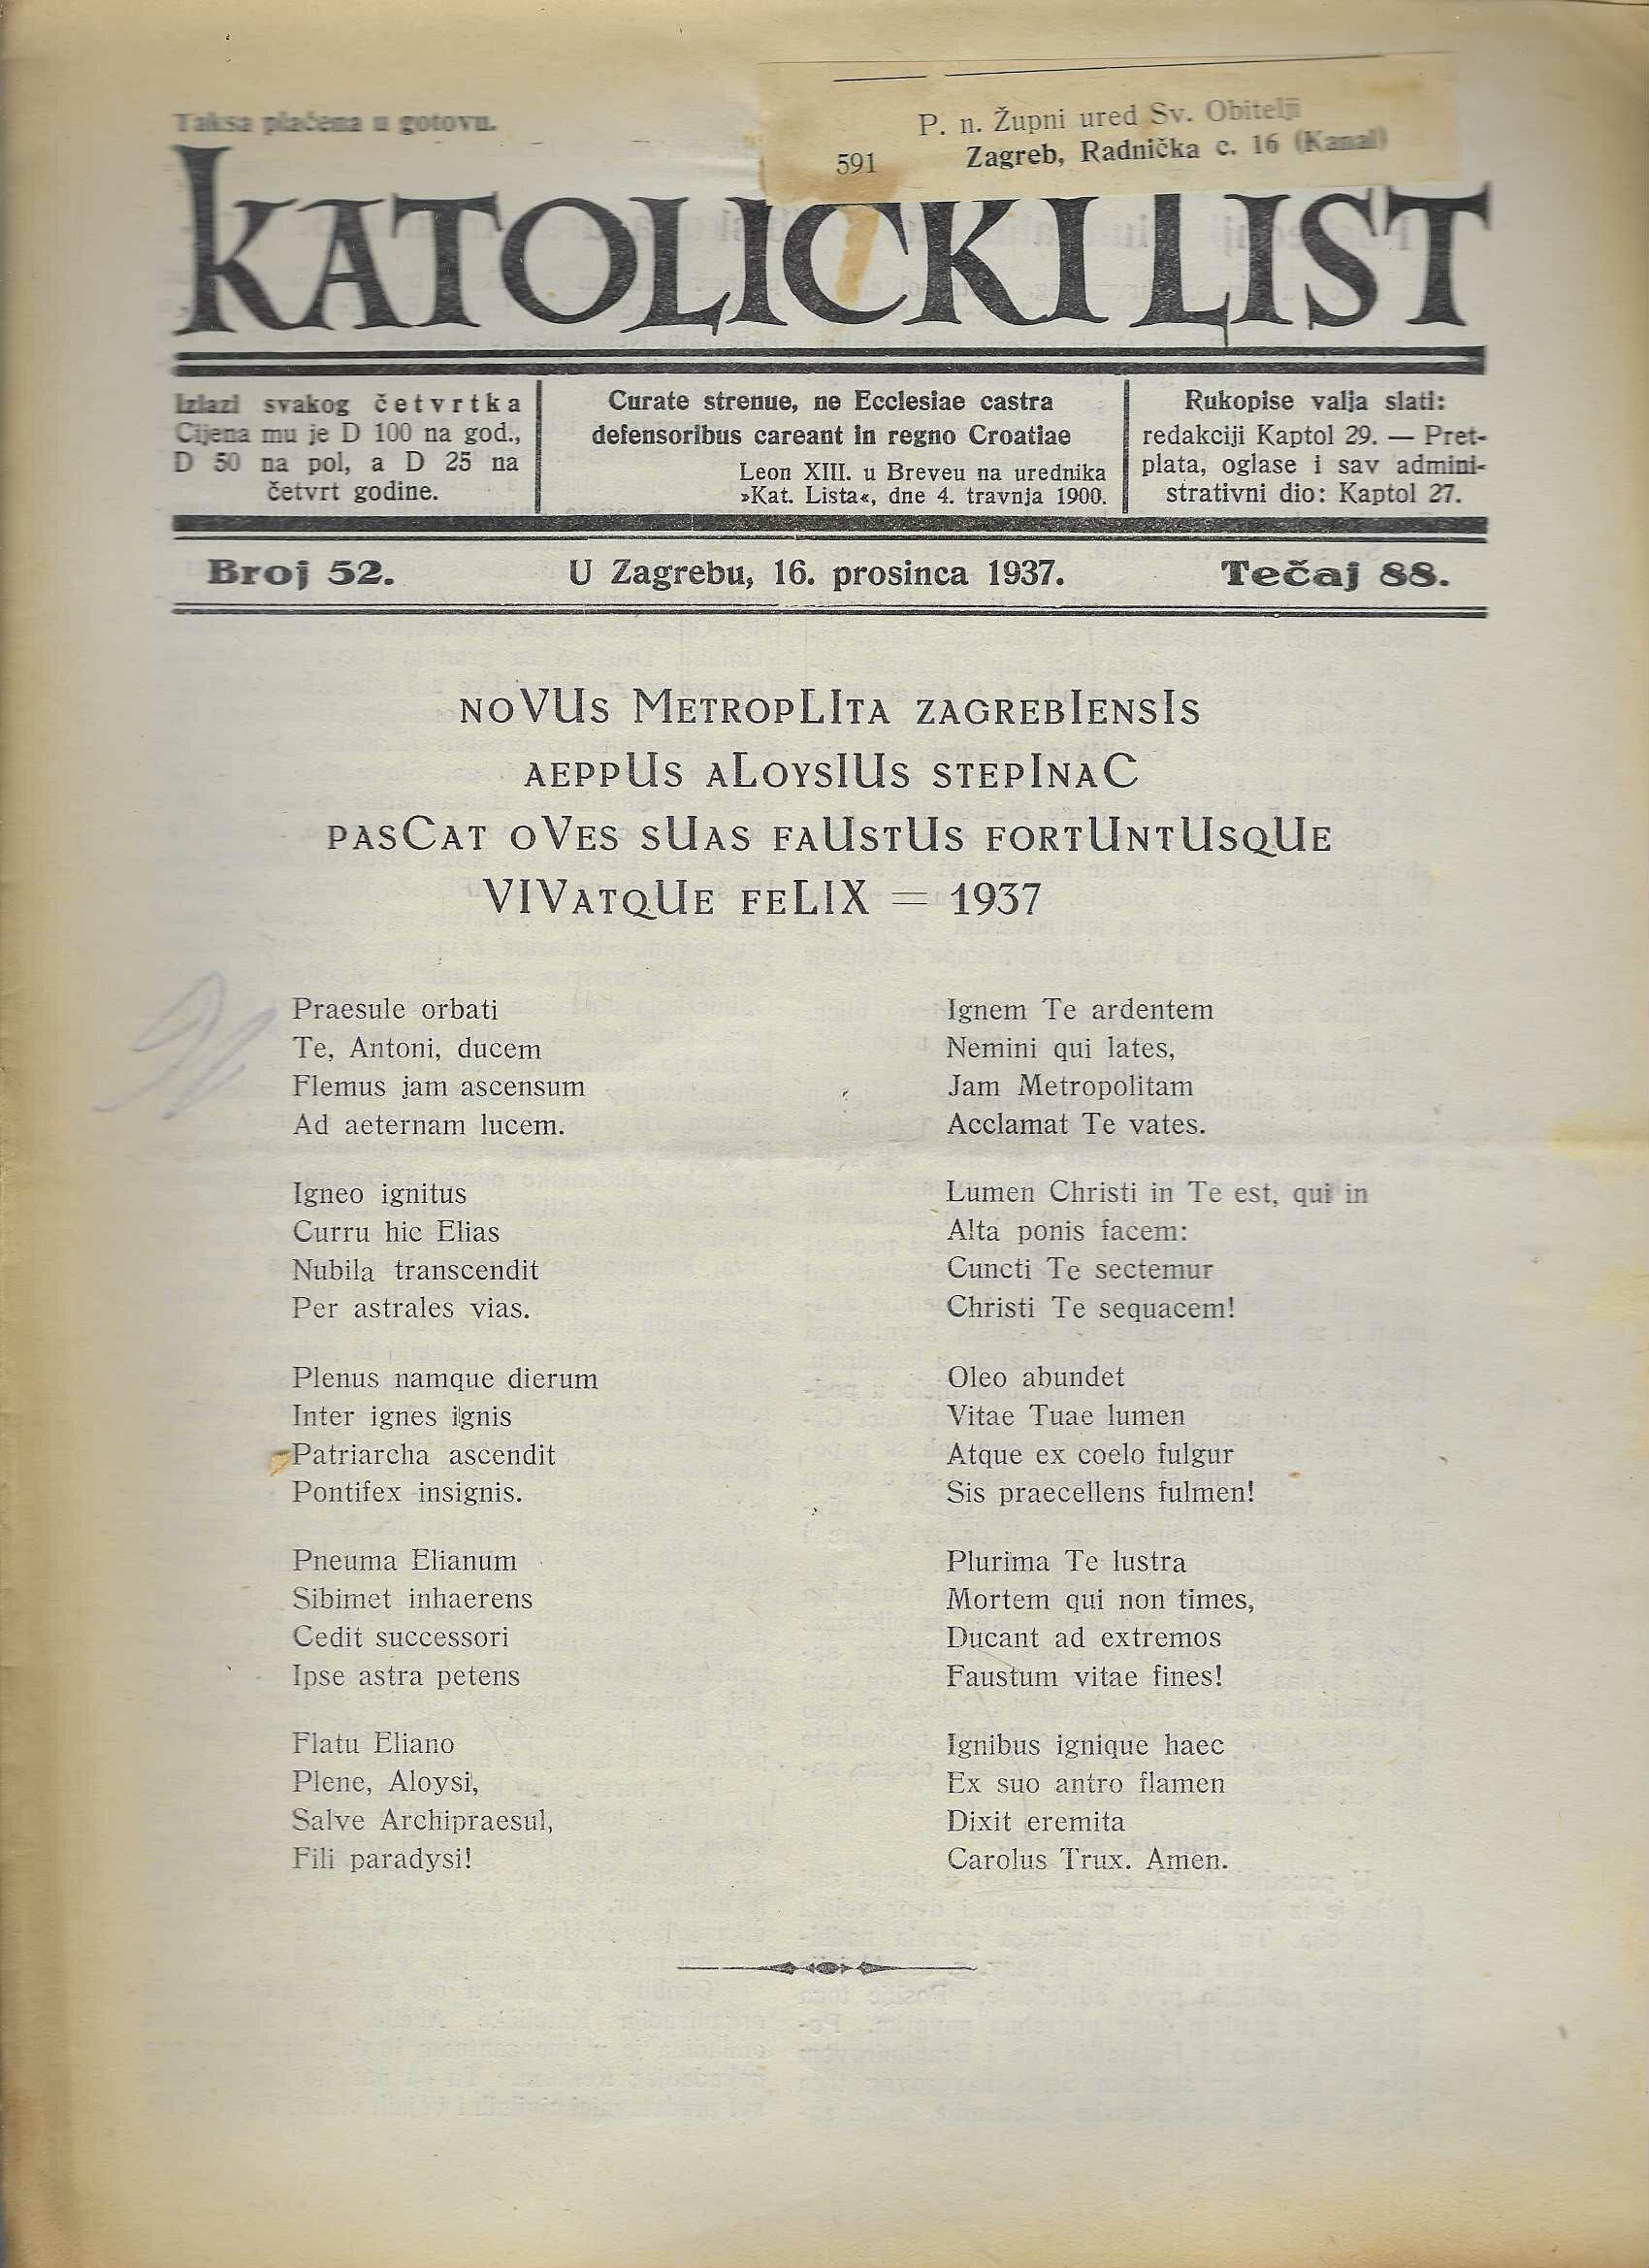 Taksa plaćena u gotovu.
P. n. Župni ured Sv. Obitelji
591 Zagreb, Radnička c. 16 (Kanal)
KATOLICKI LIST
Izlazi svakog četvrtka
Cijena mu je D 100 na god.,
D 50 na pol, a D 25 na
četvrt godine.
Curate strenue, ne Ecclesiae castra
defensoribus careant in regno Croatiae
Leon XIII. u Breveu na urednika
»Kat. Lista«, dne 4. travnja 1900.
Rukopise valja slati:
redakciji Kaptol 29. — Pret-
plata, oglase i sav admini-
strativni dio: Kaptol 27.
Broj 52. U Zagrebu, 16. prosinca 1937. Tečaj 88.
noVUs MetropLIta zagrebIensIs
aeppUs aLoysIUs stepInaC
pasCat oVes sUas faUstUs fortUntUsqUe
VIVatqUe feLIX = 1937
Praesule orbati
Te, Antoni, ducem
Flemus jam ascensum
Ad aeternam lucem.
Igneo ignitus
Curru hic Elias
Nubila transcendit
Per astrales vias.
Plenus namque dierum
Inter ignes ignis
Patriarcha ascendit
Pontifex insignis.
Pneuma Elianum
Sibimet inhaerens
Cedit successori
Ipse astra petens
Flatu Eliano
Plene, Aloysi,
Salve Archipraesul,
Fili paradysi!
Ignem Te ardentem
Nemini qui lates,
Jam Metropolitam
Acclamat Te vates.
Lumen Christi in Te est, qui in
Alta ponis facem:
Cuncti Te sectemur
Christi Te sequacem!
Oleo abundet
Vitae Tuae lumen
Atque ex coelo fulgur
Sis praecellens fulmen!
Plurima Te lustra
Mortem qui non times,
Ducant ad extremos
Faustum vitae fines!
Ignibus ignique haec
Ex suo antro flamen
Dixit eremita
Carolus Trux. Amen.